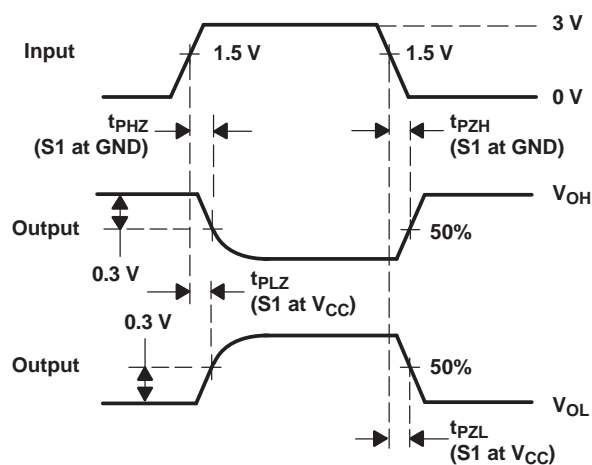 3 V
Input
1.5 V
1.5 V
0 V
tPHZ
(S1 at GND)
tPZH
(S1 at GND)
VOH
Output
50%
0.3 V
tPLZ
(S1 at VCC)
0.3 V
Output
50%
VOL
tPZL
(S1 at VCC)